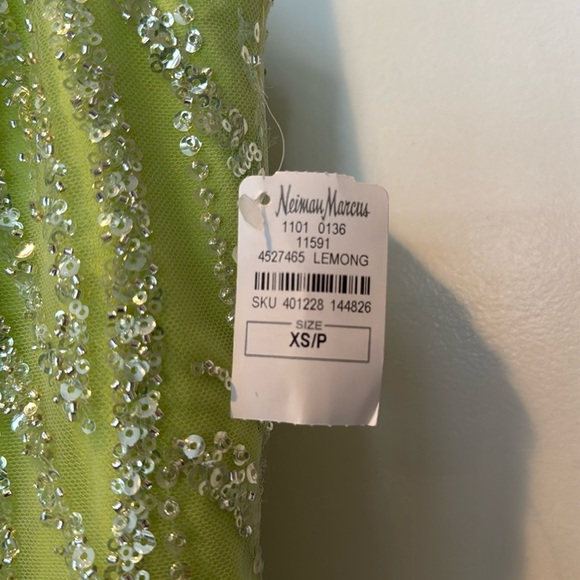 Neiman Marcus
1101 0136
11591
4527465 LEMONG
SKU 401228 144826
SIZE
XS/P